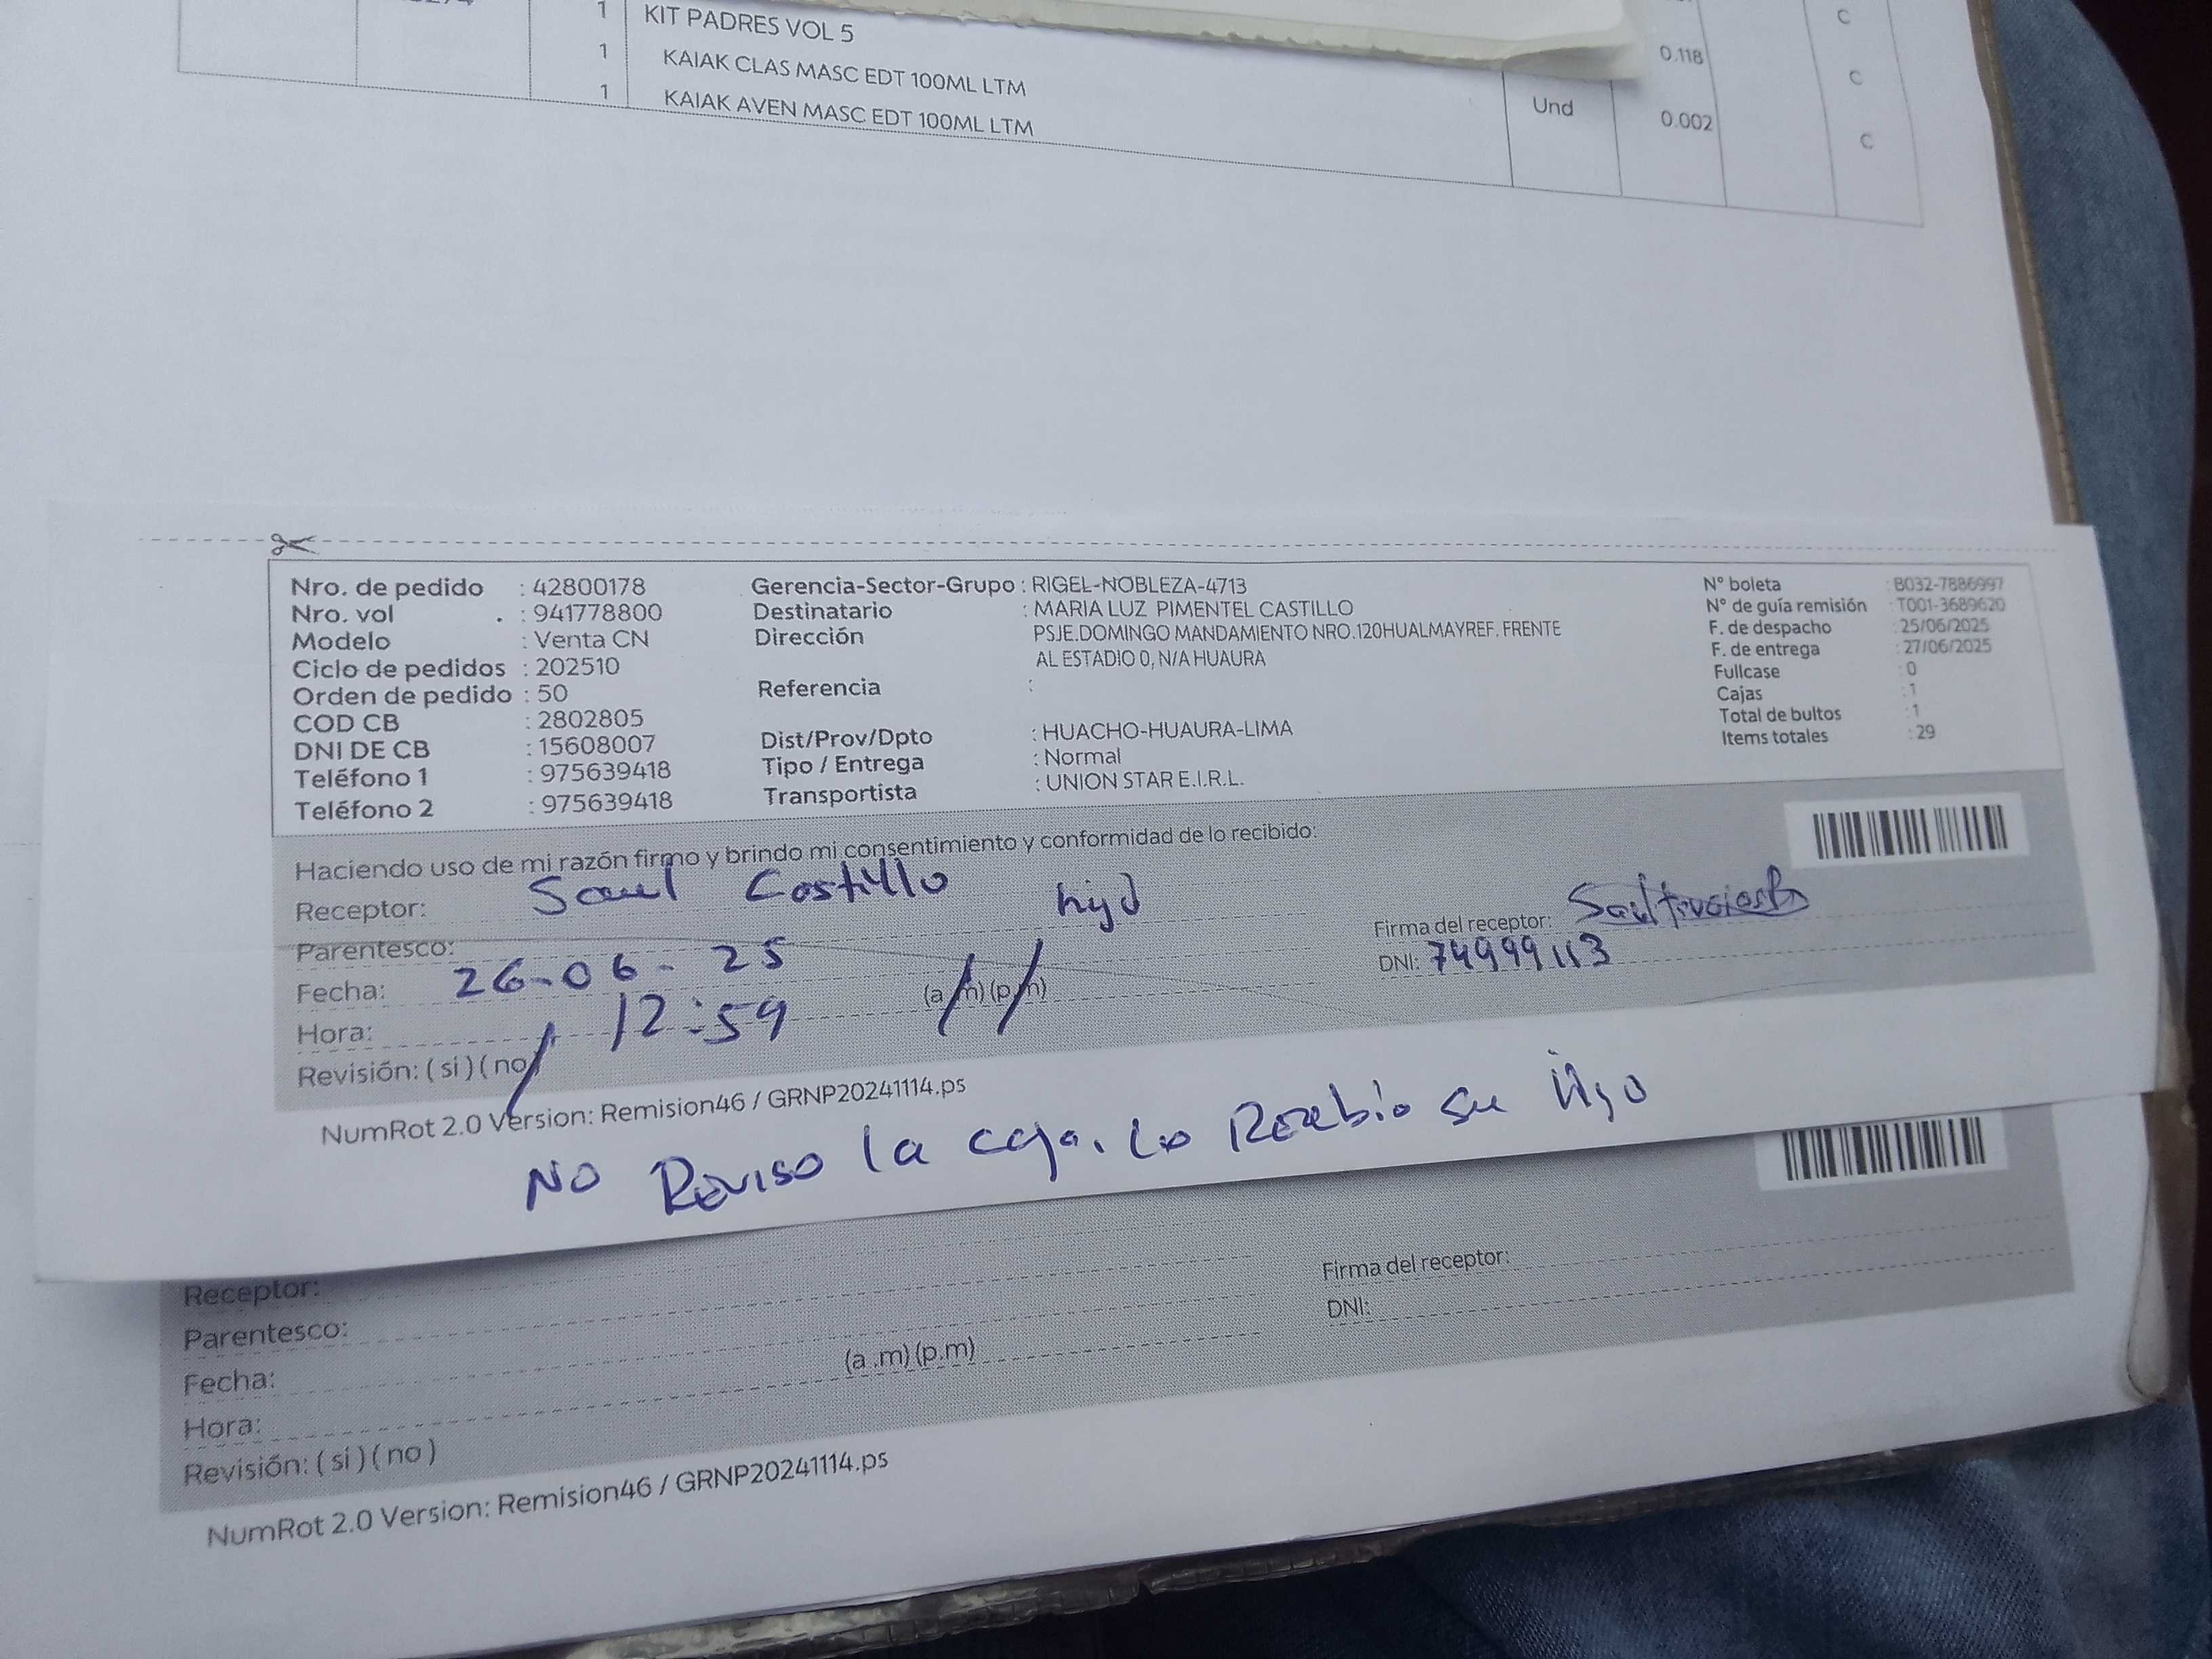 1 KIT PADRES VOL 5 C
1 KAIAK CLAS MASC EDT 100ML LTM 0.118 C
1 KAIAK AVEN MASC EDT 100ML LTM Und 0.002 C
Nro. de pedido : 42800178
Nro. vol . : 941778800
Modelo : Venta CN
Ciclo de pedidos : 202510
Orden de pedido : 50
COD CB : 2802805
DNI DE CB : 15608007
Teléfono 1 : 975639418
Teléfono 2 : 975639418
Gerencia-Sector-Grupo : RIGEL-NOBLEZA-4713
Destinatario : MARIA LUZ PIMENTEL CASTILLO
Dirección PSJE.DOMINGO MANDAMIENTO NRO.120HUALMAYREF. FRENTE
AL ESTADIO 0, N/A HUAURA
Referencia :
Dist/Prov/Dpto : HUACHO-HUAURA-LIMA
Tipo / Entrega : Normal
Transportista : UNION STAR E.I.R.L.
N° boleta : B032-7886997
N° de guía remisión : T001-3689620
F. de despacho : 25/06/2025
F. de entrega : 27/06/2025
Fullcase : 0
Cajas : 1
Total de bultos : 1
Items totales : 29
Haciendo uso de mi razón firmo y brindo mi consentimiento y conformidad de lo recibido:
Receptor: Saul Castillo
Parentesco: hijo
Fecha: 26-06-25
Hora: 12:59 (a.m) (p.m)
Revisión: ( si ) ( no )
Firma del receptor:
DNI: 74999113
NumRot 2.0 Version: Remision46 / GRNP20241114.ps
NO Reviso la caja. Lo Recibio su Hijo
Receptor:
Parentesco:
Fecha:
Hora: (a .m) (p.m)
Revisión: ( si ) ( no )
Firma del receptor:
DNI:
NumRot 2.0 Version: Remision46 / GRNP20241114.ps